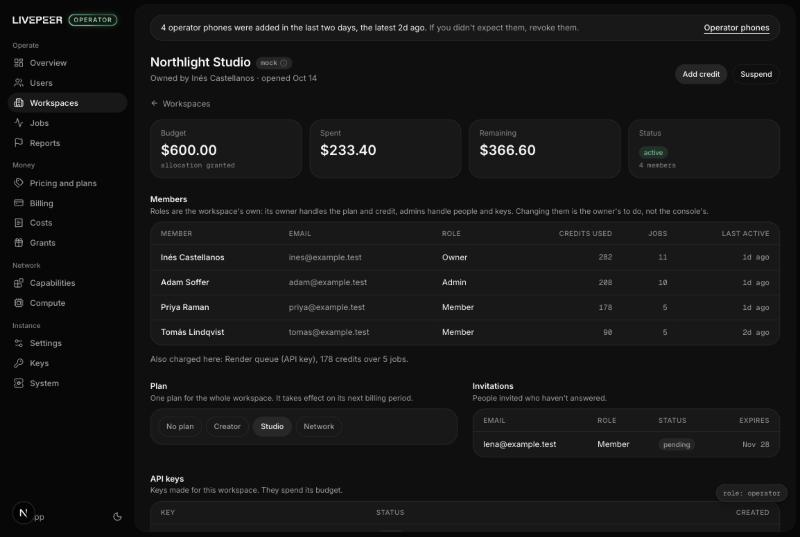 LIVEPEER OPERATOR
Operate
Overview
Users
Workspaces
Jobs
Reports
Money
Pricing and plans
Billing
Costs
Grants
Network
Capabilities
Compute
Instance
Settings
Keys
System
N
pp
4 operator phones were added in the last two days, the latest 2d ago. If you didn't expect them, revoke them.
Operator phones
Northlight Studio mock
Owned by Inés Castellanos · opened Oct 14
Add credit Suspend
← Workspaces
Budget
$600.00
allocation granted
Spent
$233.40
Remaining
$366.60
Status
active
4 members
Members
Roles are the workspace's own: its owner handles the plan and credit, admins handle people and keys. Changing them is the owner's to do, not the console's.
MEMBER EMAIL ROLE CREDITS USED JOBS LAST ACTIVE
Inés Castellanos ines@example.test Owner 282 11 1d ago
Adam Soffer adam@example.test Admin 208 10 1d ago
Priya Raman priya@example.test Member 178 5 1d ago
Tomás Lindqvist tomas@example.test Member 90 5 2d ago
Also charged here: Render queue (API key), 178 credits over 5 jobs.
Plan
One plan for the whole workspace. It takes effect on its next billing period.
No plan Creator Studio Network
Invitations
People invited who haven't answered.
EMAIL ROLE STATUS EXPIRES
lena@example.test Member pending Nov 28
API keys
Keys made for this workspace. They spend its budget.
KEY STATUS CREATED
role: operator